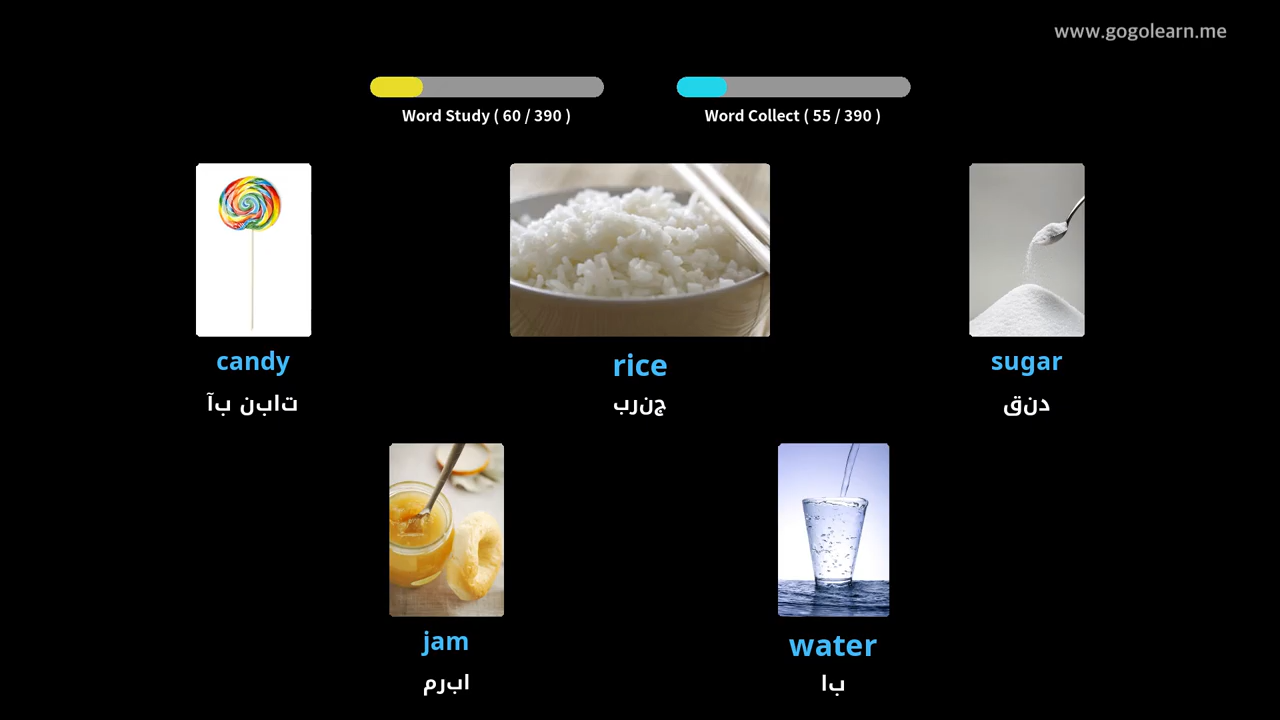 www.gogolearn.me
Word Study ( 60 / 390 )
Word Collect ( 55 / 390 )
candy
تابن بآ
rice
جنرب
sugar
دنق
jam
ابرم
water
با